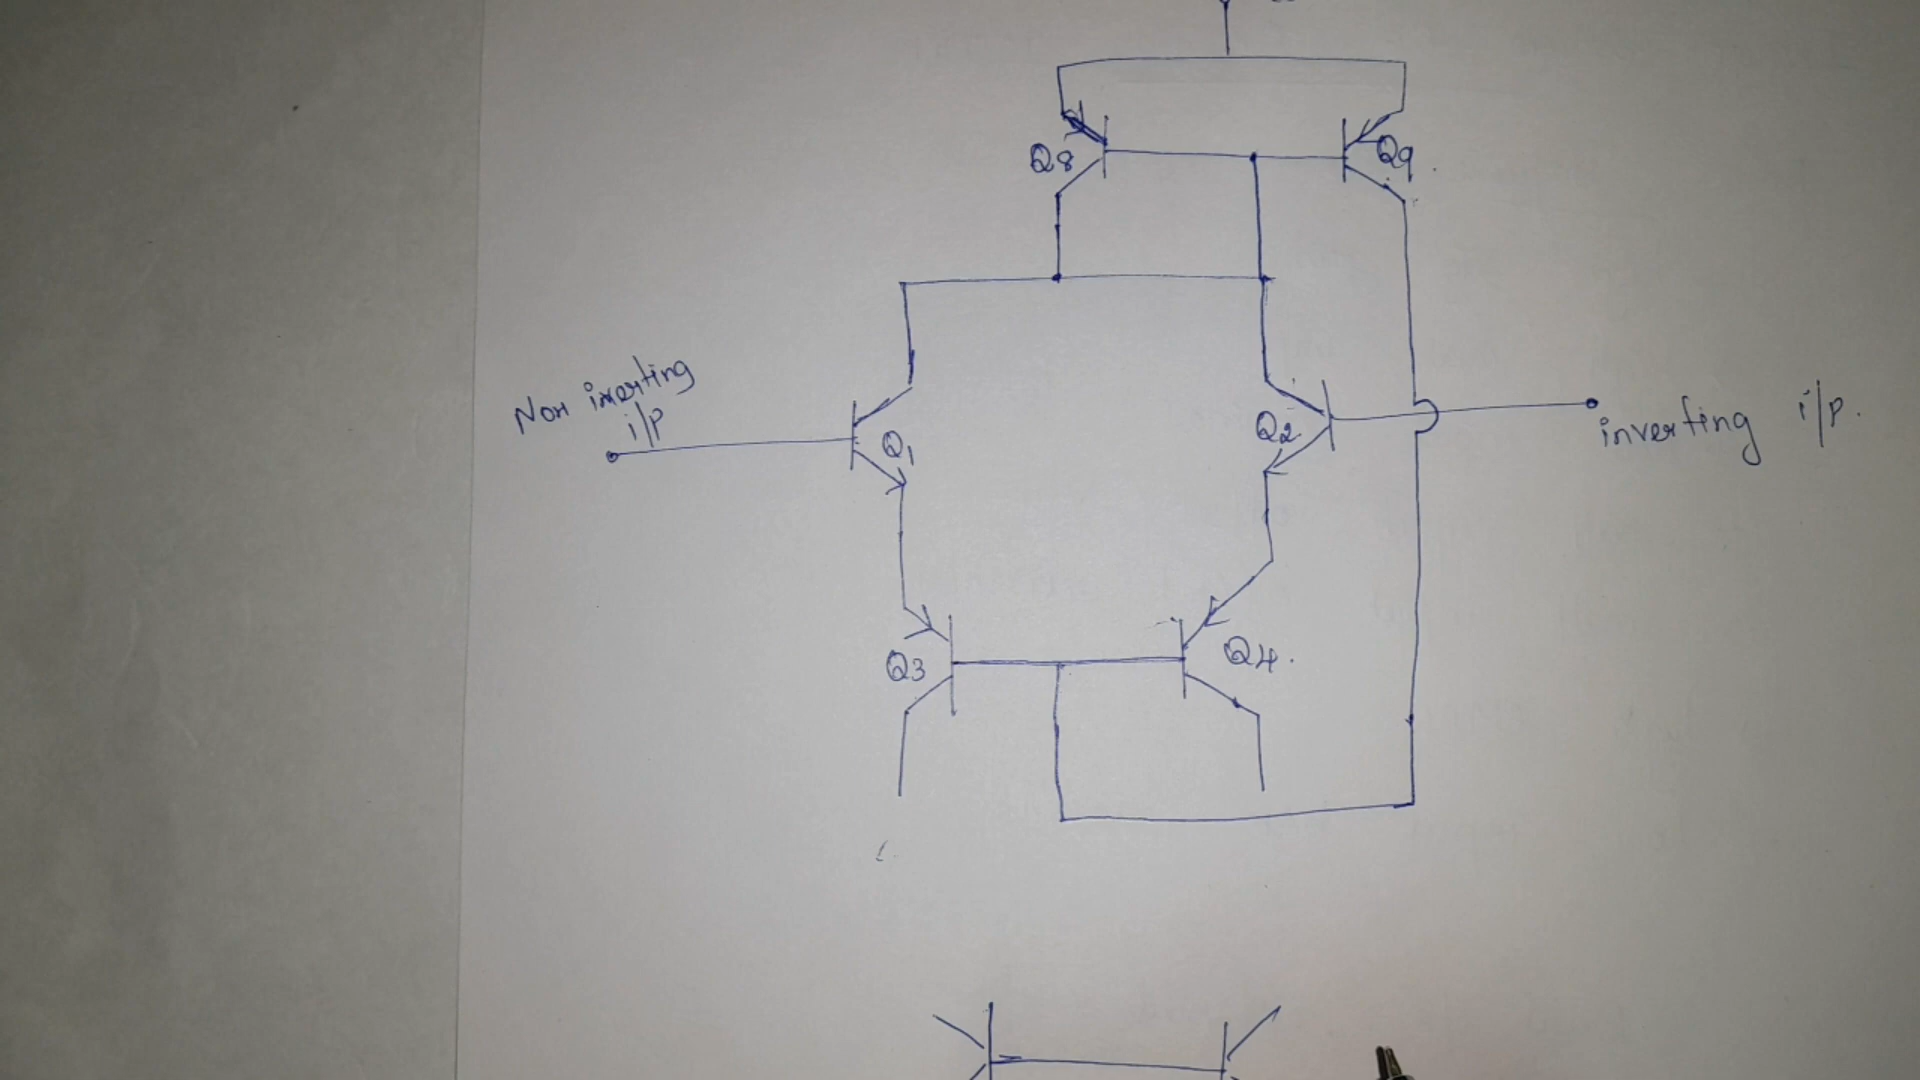 Q8
Q9.
Non inverting
i/p
Q1
Q2.
inverting i/p.
Q3
Q4.